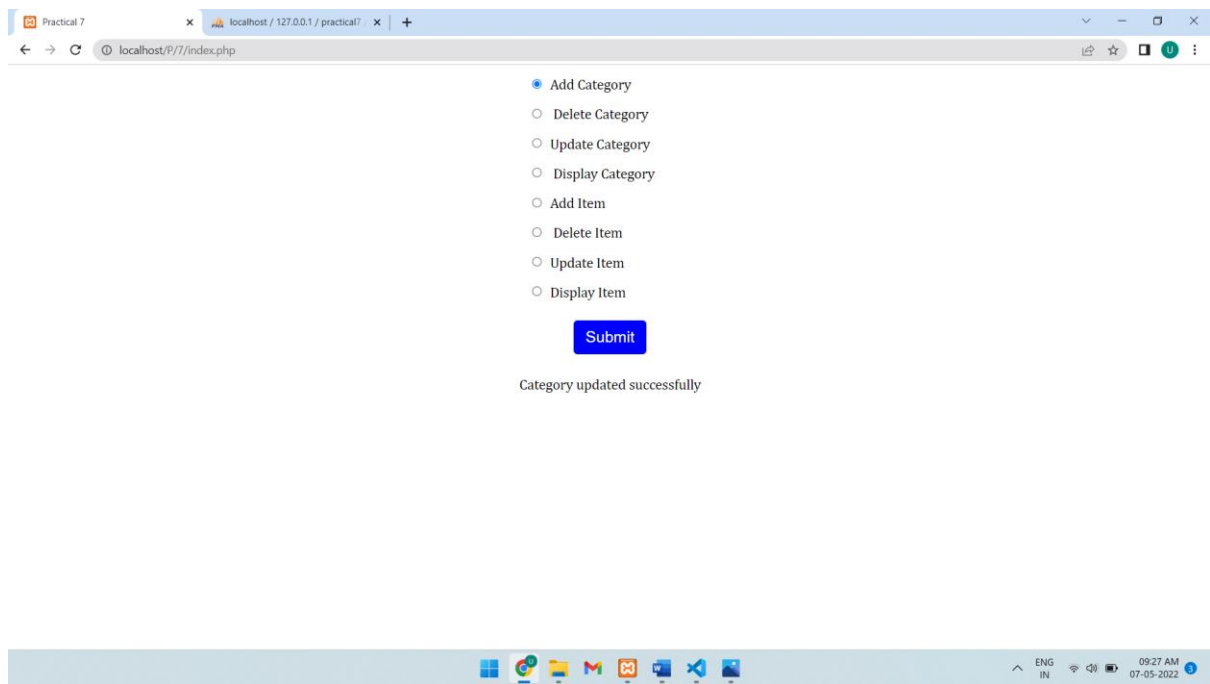 Practical 7
localhost / 127.0.0.1 / practical7 /
localhost/P/7/index.php
U
Add Category
Delete Category
Update Category
Display Category
Add Item
Delete Item
Update Item
Display Item
Submit
Category updated successfully
ENG
IN
09:27 AM
07-05-2022
3